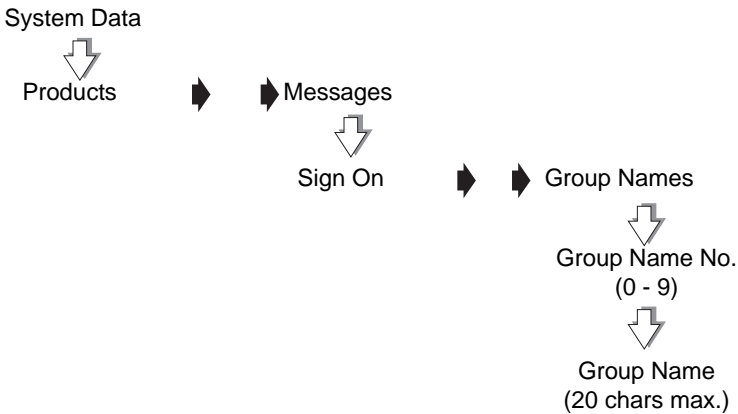 System Data
Products
Messages
Sign On
Group Names
Group Name No.
(0 - 9)
Group Name
(20 chars max.)